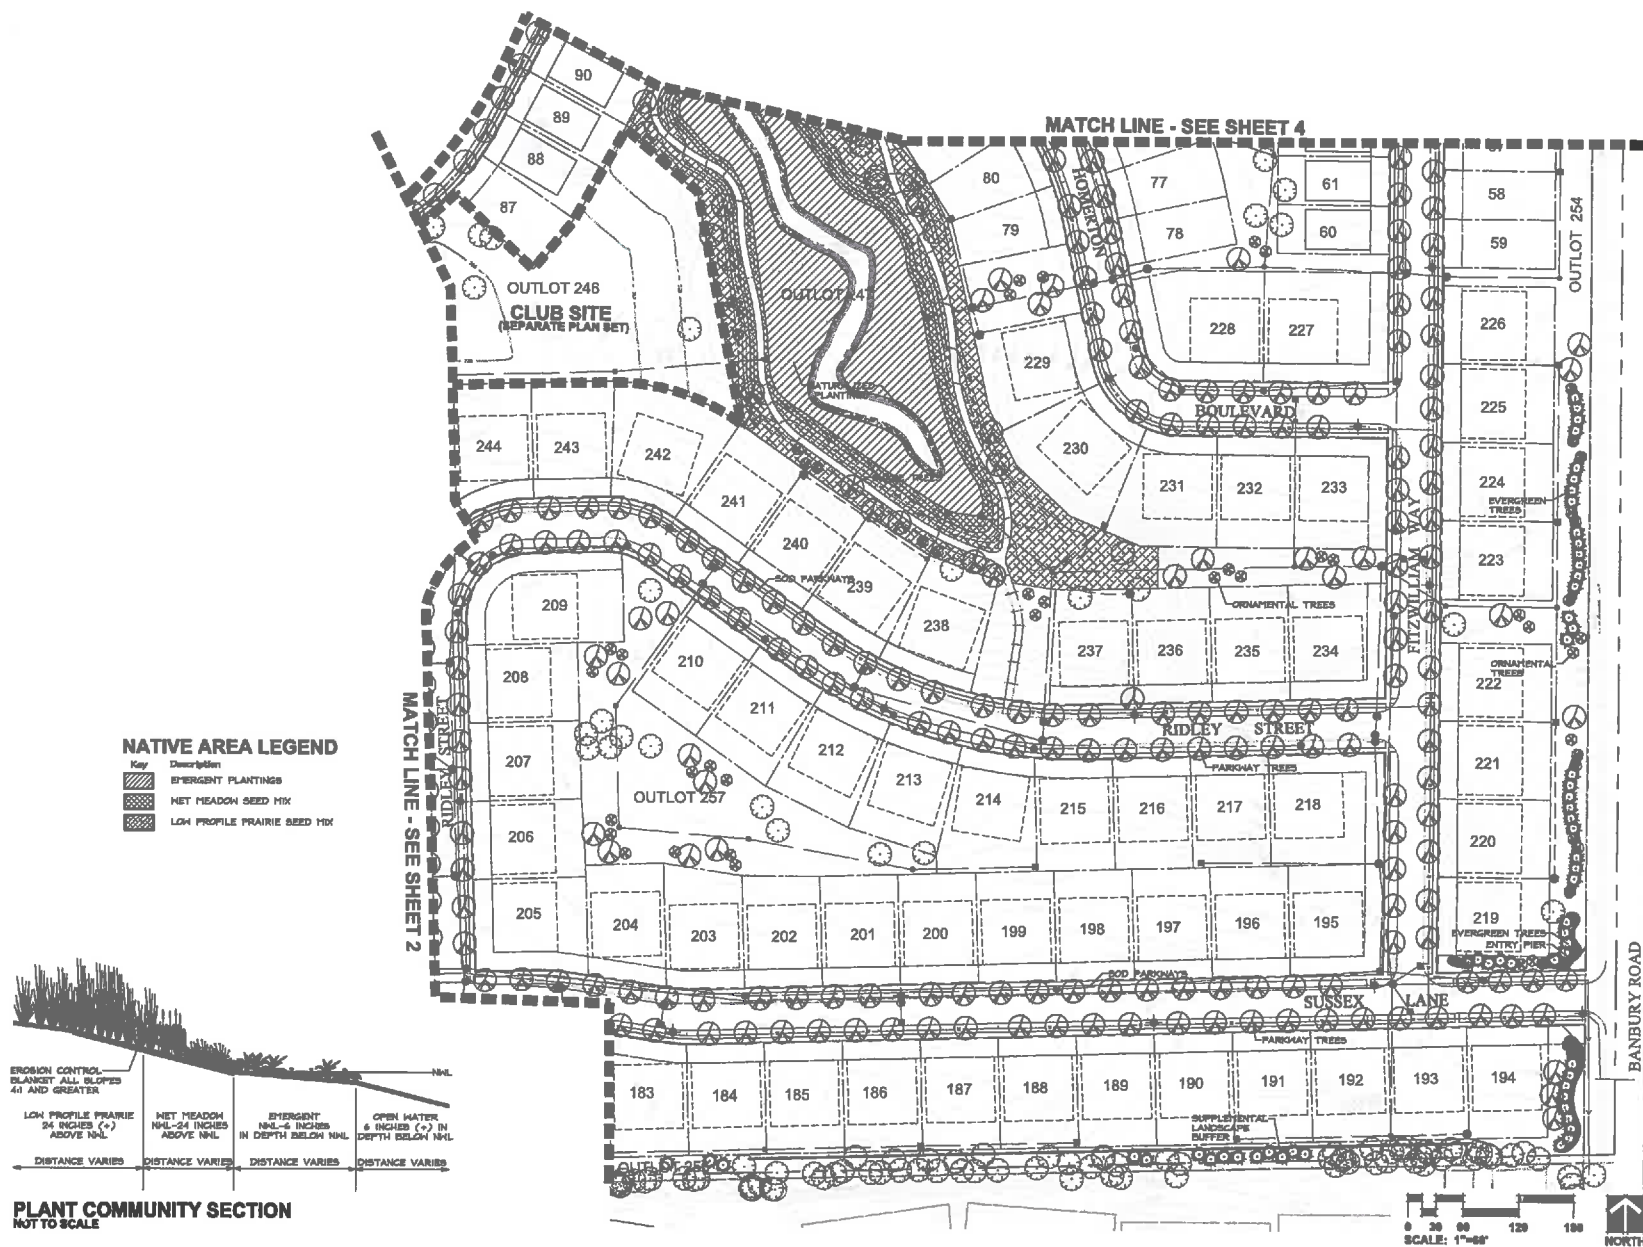 90
89
88
87
MATCH LINE - SEE SHEET 4
80
79
HOMERTON
77
78
61
60
58
59
OUTLOT 254
OUTLOT 246
CLUB SITE
(SEPARATE PLAN SET)
NATURALIZED
PLANTINGS
229
228
227
226
BOULEVARD
225
244
243
242
241
240
239
238
230
231
232
233
224
EVERGREEN
TREES
223
FITZWILLIAM WAY
SOD PARKWAYS
ORNAMENTAL TREES
237
236
235
234
ORNAMENTAL
TREES
222
209
208
207
206
205
210
211
212
213
214
215
216
217
218
RIDLEY STREET
PARKWAY TREES
221
220
219
EVERGREEN TREES
ENTRY PIER
OUTLOT 257
RIDLEY STREET
MATCH LINE - SEE SHEET 2
NATIVE AREA LEGEND
Key Description
EMERGENT PLANTINGS
WET MEADOW SEED MIX
LOW PROFILE PRAIRIE SEED MIX
204
203
202
201
200
199
198
197
196
195
SOD PARKWAYS
SUSSEX LANE
PARKWAY TREES
BANBURY ROAD
183
184
185
186
187
188
189
190
191
192
193
194
SUPPLEMENTAL
LANDSCAPE
BUFFER
EROSION CONTROL
BLANKET ALL SLOPES
4:1 AND GREATER
NWL
LOW PROFILE PRAIRIE
24 INCHES (+)
ABOVE NWL
WET MEADOW
NWL-24 INCHES
ABOVE NWL
EMERGENT
NWL-6 INCHES
IN DEPTH BELOW NWL
OPEN WATER
6 INCHES (+) IN
DEPTH BELOW NWL
DISTANCE VARIES
DISTANCE VARIES
DISTANCE VARIES
DISTANCE VARIES
PLANT COMMUNITY SECTION
NOT TO SCALE
0 30 60 120 180
SCALE: 1"=60'
NORTH